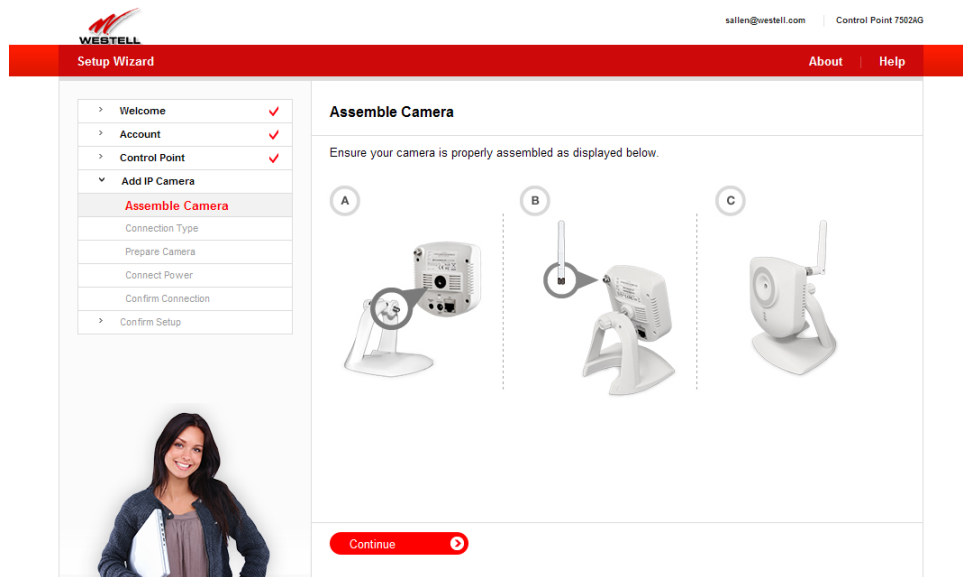 WESTELL
sallen@westell.com
Control Point 7502AG
Setup Wizard
About
Help
Welcome
Account
Control Point
Add IP Camera
Assemble Camera
Connection Type
Prepare Camera
Connect Power
Confirm Connection
Confirm Setup
Assemble Camera
Ensure your camera is properly assembled as displayed below.
A
B
C
Continue